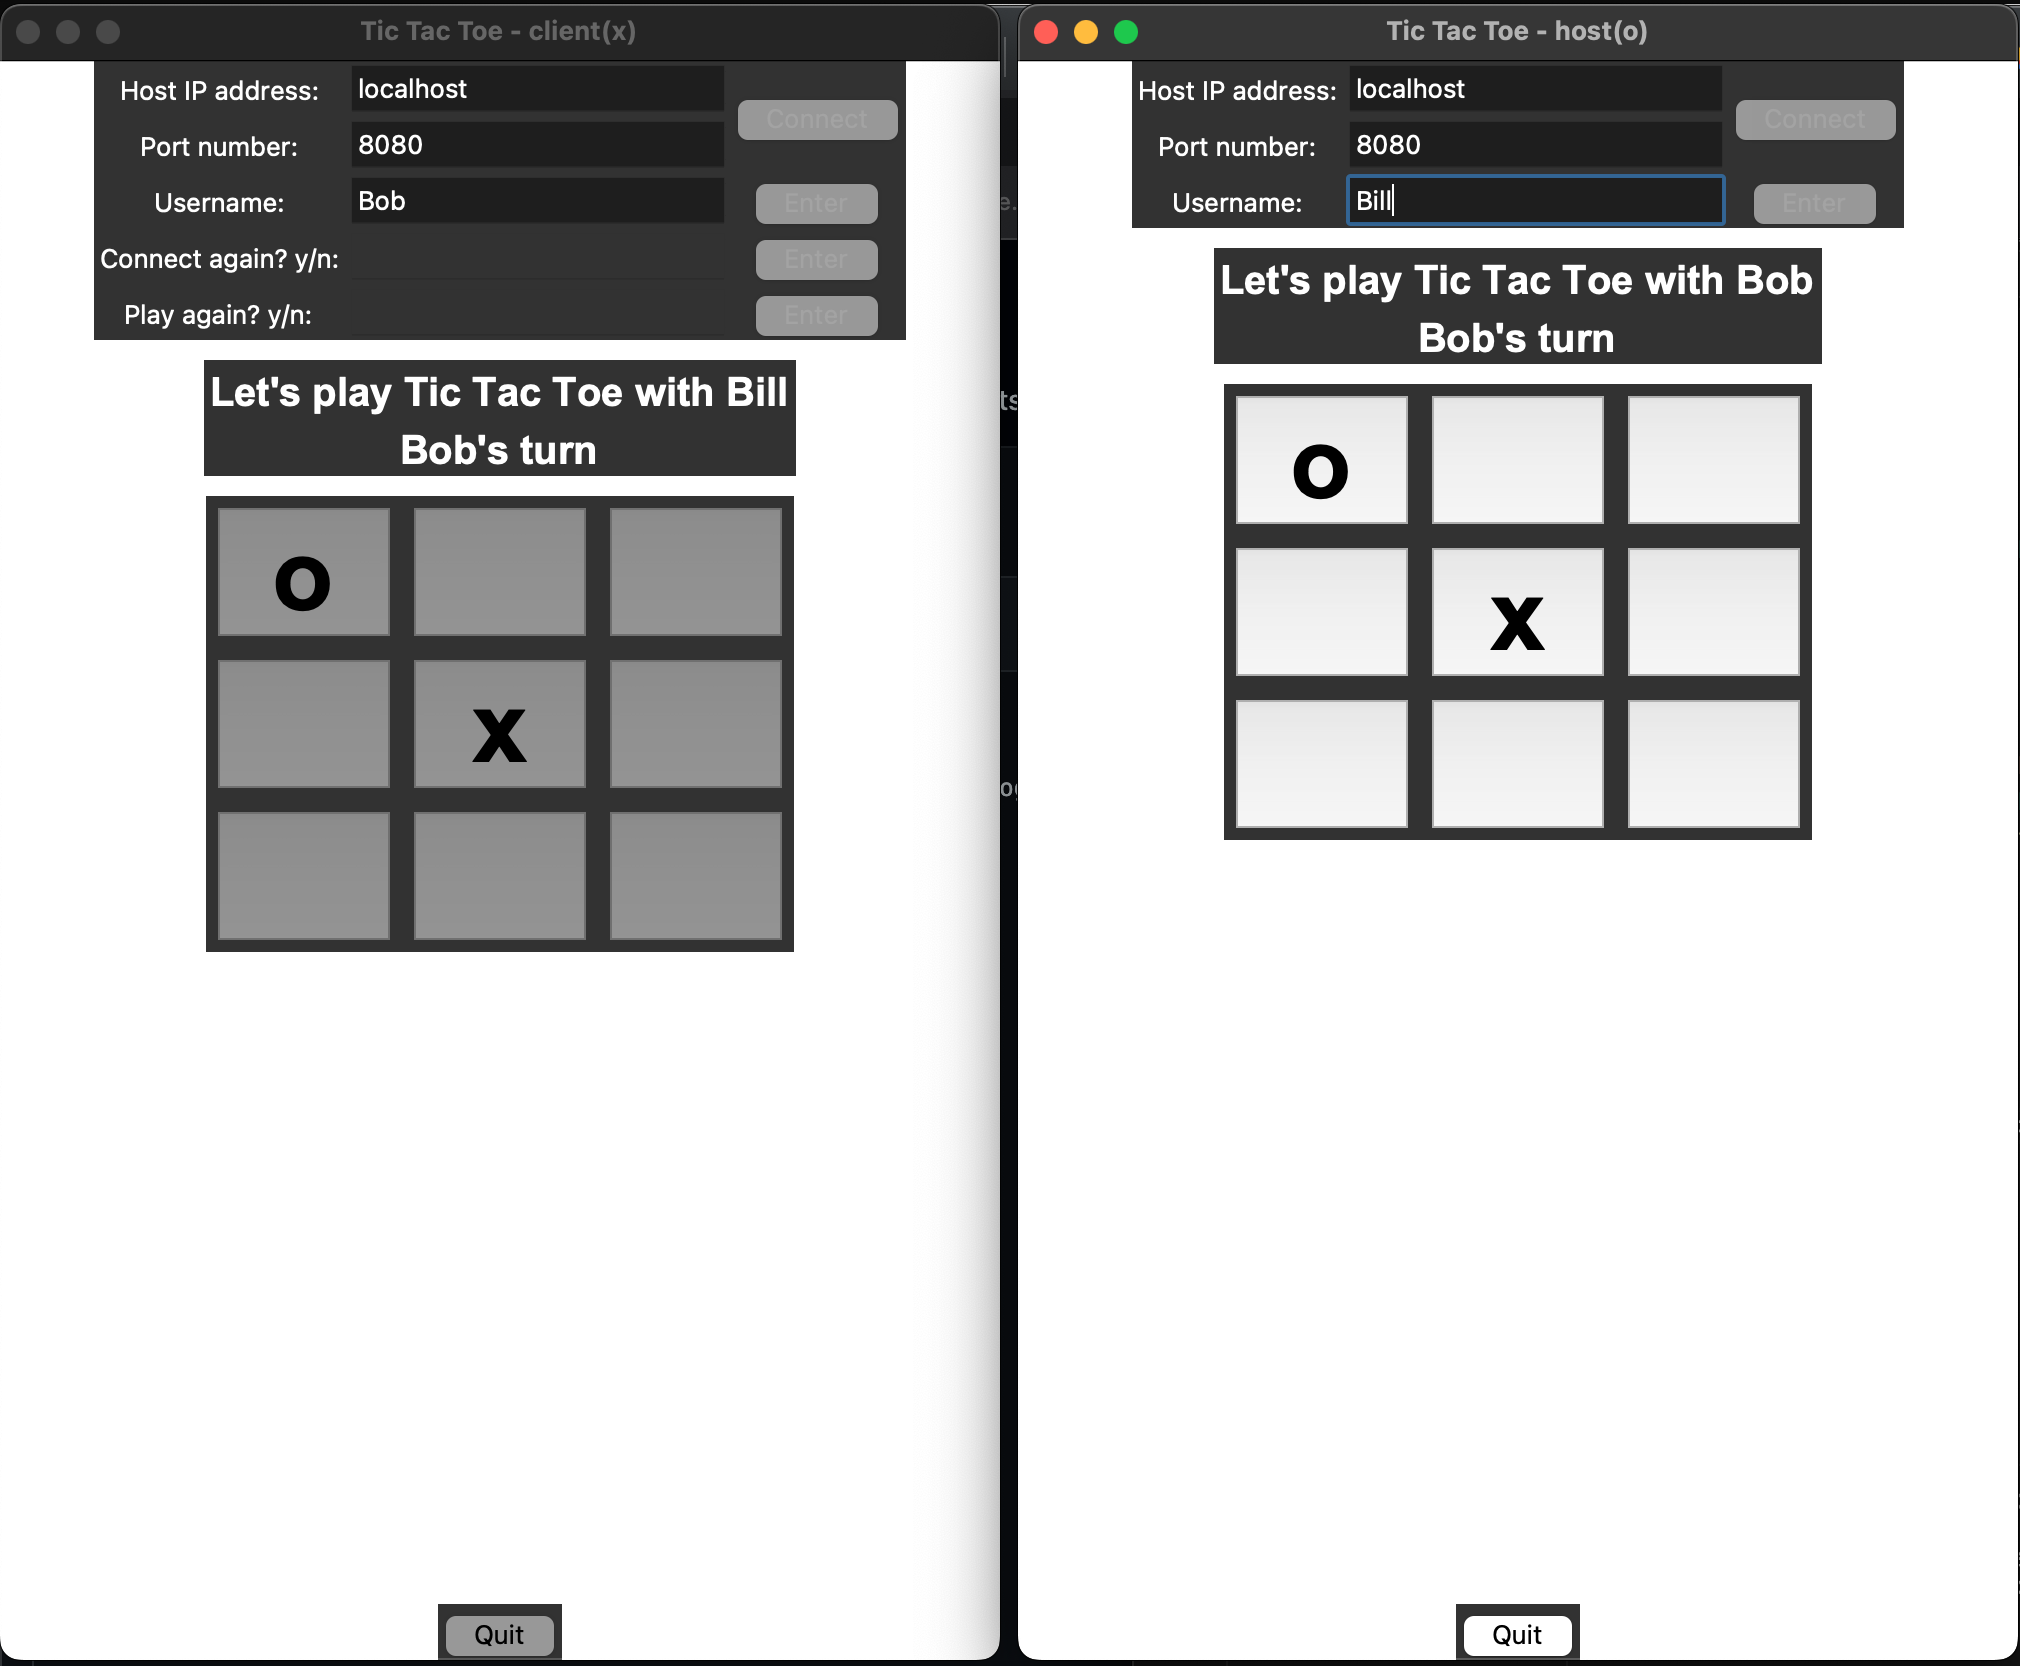 Tic Tac Toe - client(x)
Host IP address: localhost
Connect
Port number: 8080
Username: Bob Enter
Connect again? y/n: Enter
Play again? y/n: Enter
Let's play Tic Tac Toe with Bill
Bob's turn
o
x
Quit
Tic Tac Toe - host(o)
Host IP address: localhost
Connect
Port number: 8080
Username: Bill Enter
Let's play Tic Tac Toe with Bob
Bob's turn
o
x
Quit